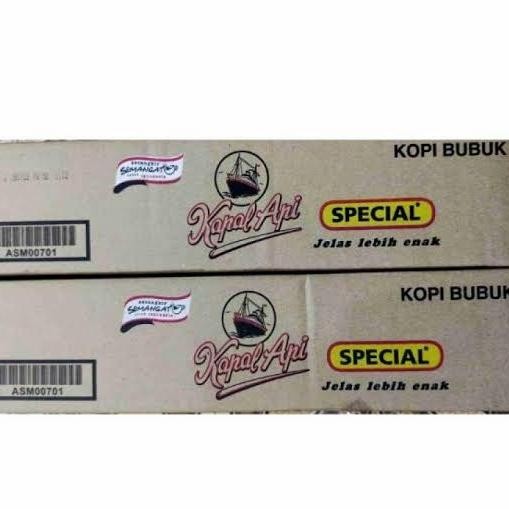 KOPI BUBUK
SEMANGAT
Kapal Api
SPECIAL
Jelas lebih enak
ASM00701
KOPI BUBUK
SEMANGAT
Kapal Api
SPECIAL
Jelas lebih enak
ASM00701